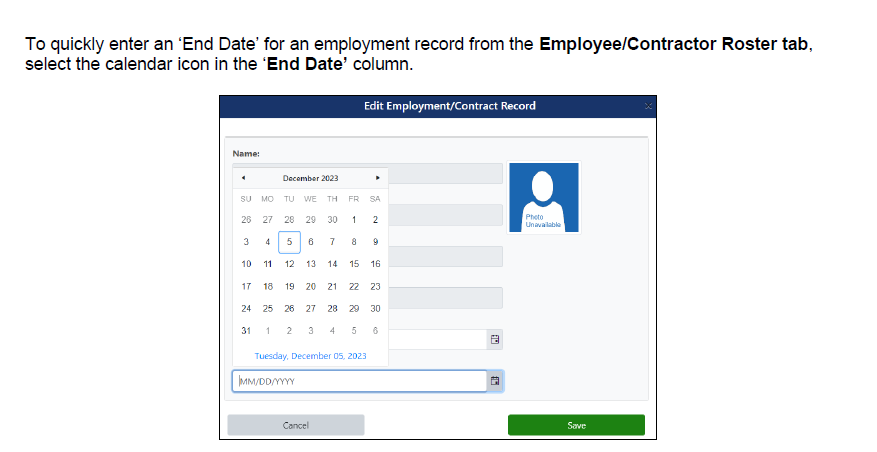 To quickly enter an ‘End Date’ for an employment record from the Employee/Contractor Roster tab,
select the calendar icon in the ‘End Date’ column.
Edit Employment/Contract Record
Name:
December 2023
SU MO TU WE TH FR SA
26 27 28 29 30 1 2
3 4 5 6 7 8 9
10 11 12 13 14 15 16
17 18 19 20 21 22 23
24 25 26 27 28 29 30
31 1 2 3 4 5 6
Tuesday, December 05, 2023
Photo
Unavailable
MM/DD/YYYY
Cancel
Save